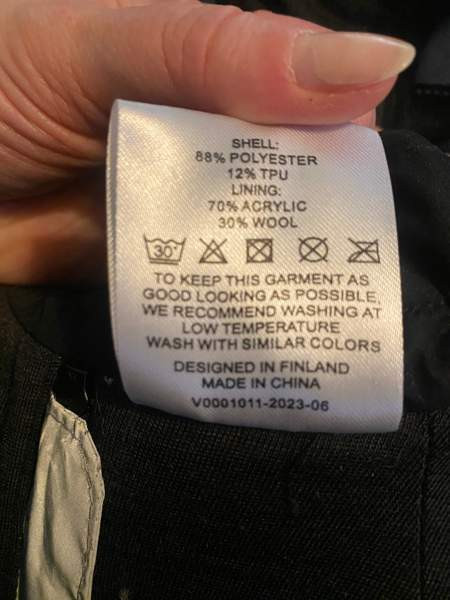 SHELL:
88% POLYESTER
12% TPU
LINING:
70% ACRYLIC
30% WOOL
30°
TO KEEP THIS GARMENT AS
GOOD LOOKING AS POSSIBLE,
WE RECOMMEND WASHING AT
LOW TEMPERATURE
WASH WITH SIMILAR COLORS
DESIGNED IN FINLAND
MADE IN CHINA
V0001011-2023-06